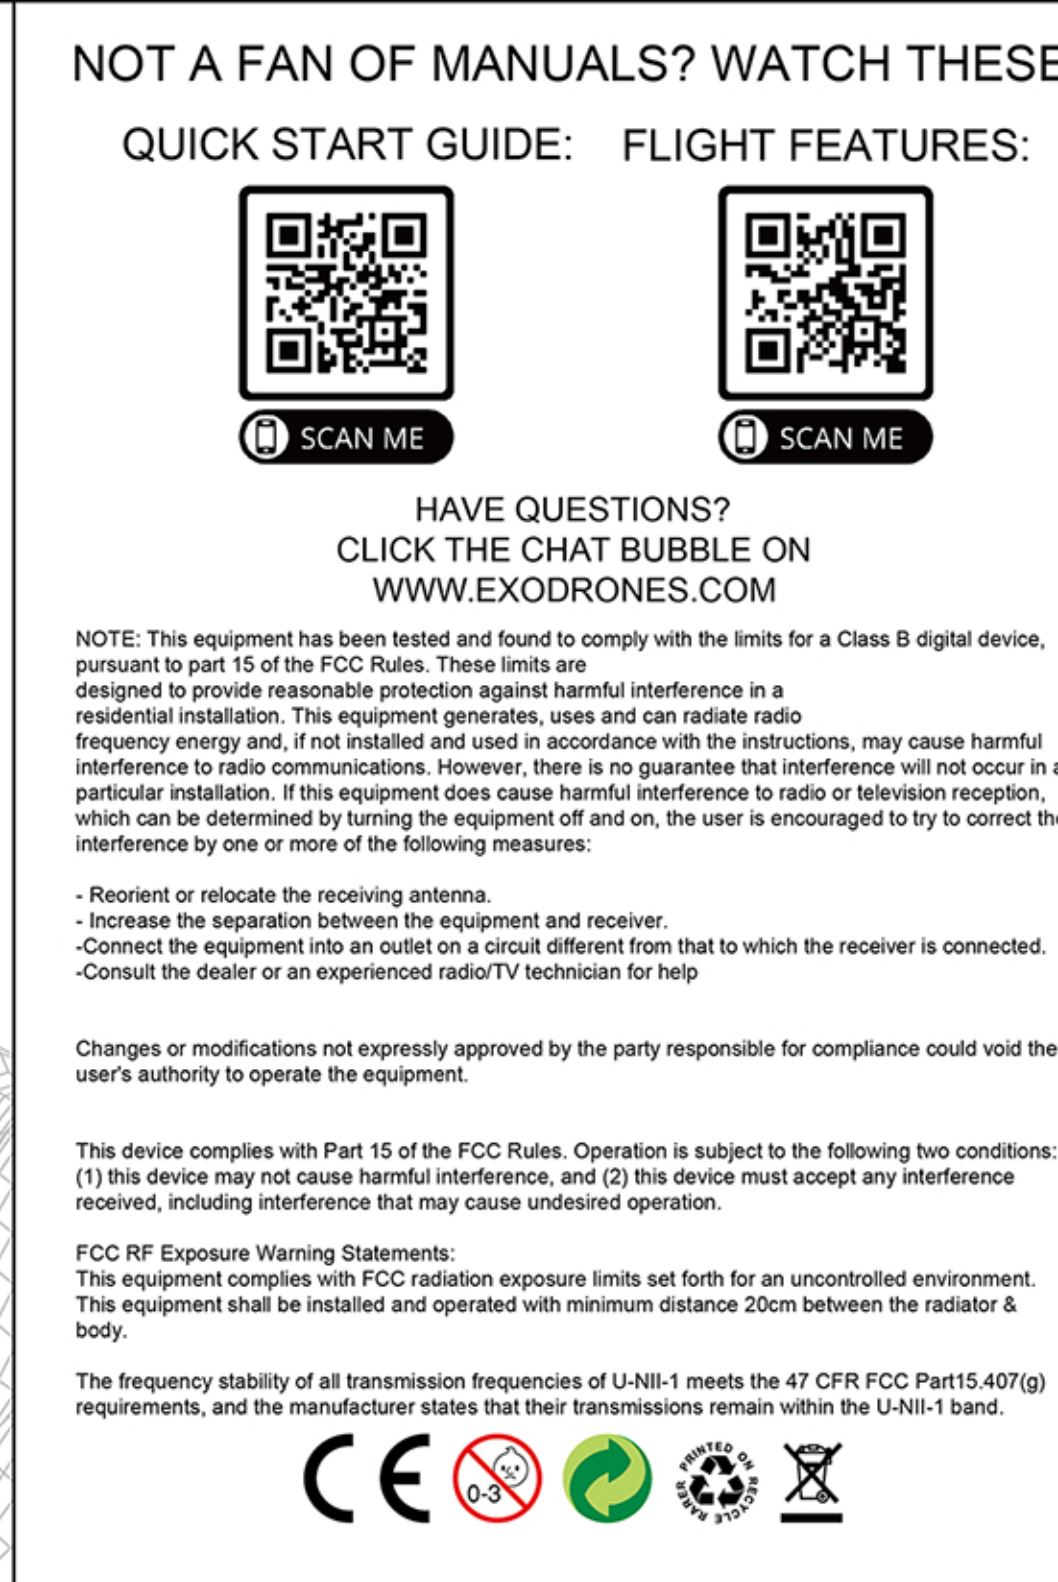 NOT A FAN OF MANUALS? WATCH THESE
QUICK START GUIDE: FLIGHT FEATURES:
SCAN ME SCAN ME
HAVE QUESTIONS?
CLICK THE CHAT BUBBLE ON
WWW.EXODRONES.COM
NOTE: This equipment has been tested and found to comply with the limits for a Class B digital device,
pursuant to part 15 of the FCC Rules. These limits are
designed to provide reasonable protection against harmful interference in a
residential installation. This equipment generates, uses and can radiate radio
frequency energy and, if not installed and used in accordance with the instructions, may cause harmful
interference to radio communications. However, there is no guarantee that interference will not occur in a
particular installation. If this equipment does cause harmful interference to radio or television reception,
which can be determined by turning the equipment off and on, the user is encouraged to try to correct the
interference by one or more of the following measures:
- Reorient or relocate the receiving antenna.
- Increase the separation between the equipment and receiver.
-Connect the equipment into an outlet on a circuit different from that to which the receiver is connected.
-Consult the dealer or an experienced radio/TV technician for help
Changes or modifications not expressly approved by the party responsible for compliance could void the
user's authority to operate the equipment.
This device complies with Part 15 of the FCC Rules. Operation is subject to the following two conditions:
(1) this device may not cause harmful interference, and (2) this device must accept any interference
received, including interference that may cause undesired operation.
FCC RF Exposure Warning Statements:
This equipment complies with FCC radiation exposure limits set forth for an uncontrolled environment.
This equipment shall be installed and operated with minimum distance 20cm between the radiator &
body.
The frequency stability of all transmission frequencies of U-NII-1 meets the 47 CFR FCC Part15.407(g)
requirements, and the manufacturer states that their transmissions remain within the U-NII-1 band.
CE 0-3 PRINTED ON RECYCLE